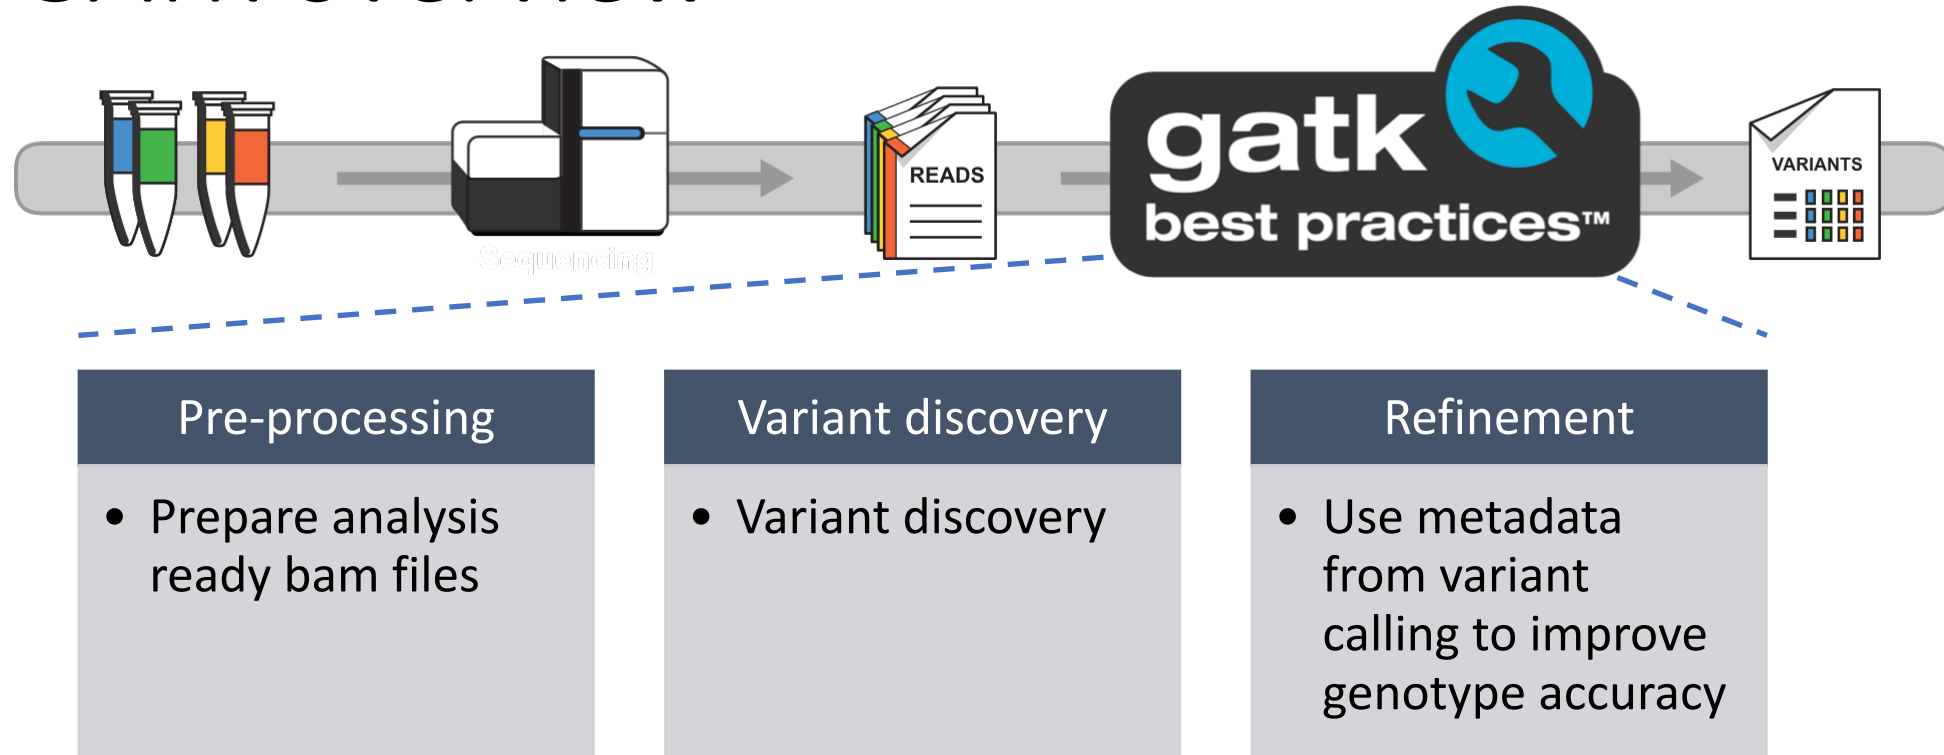 READS
gatk
best practices™
VARIANTS
Sequencing
Pre-processing
Variant discovery
Refinement
• Prepare analysis
ready bam files
• Variant discovery
• Use metadata
from variant
calling to improve
genotype accuracy